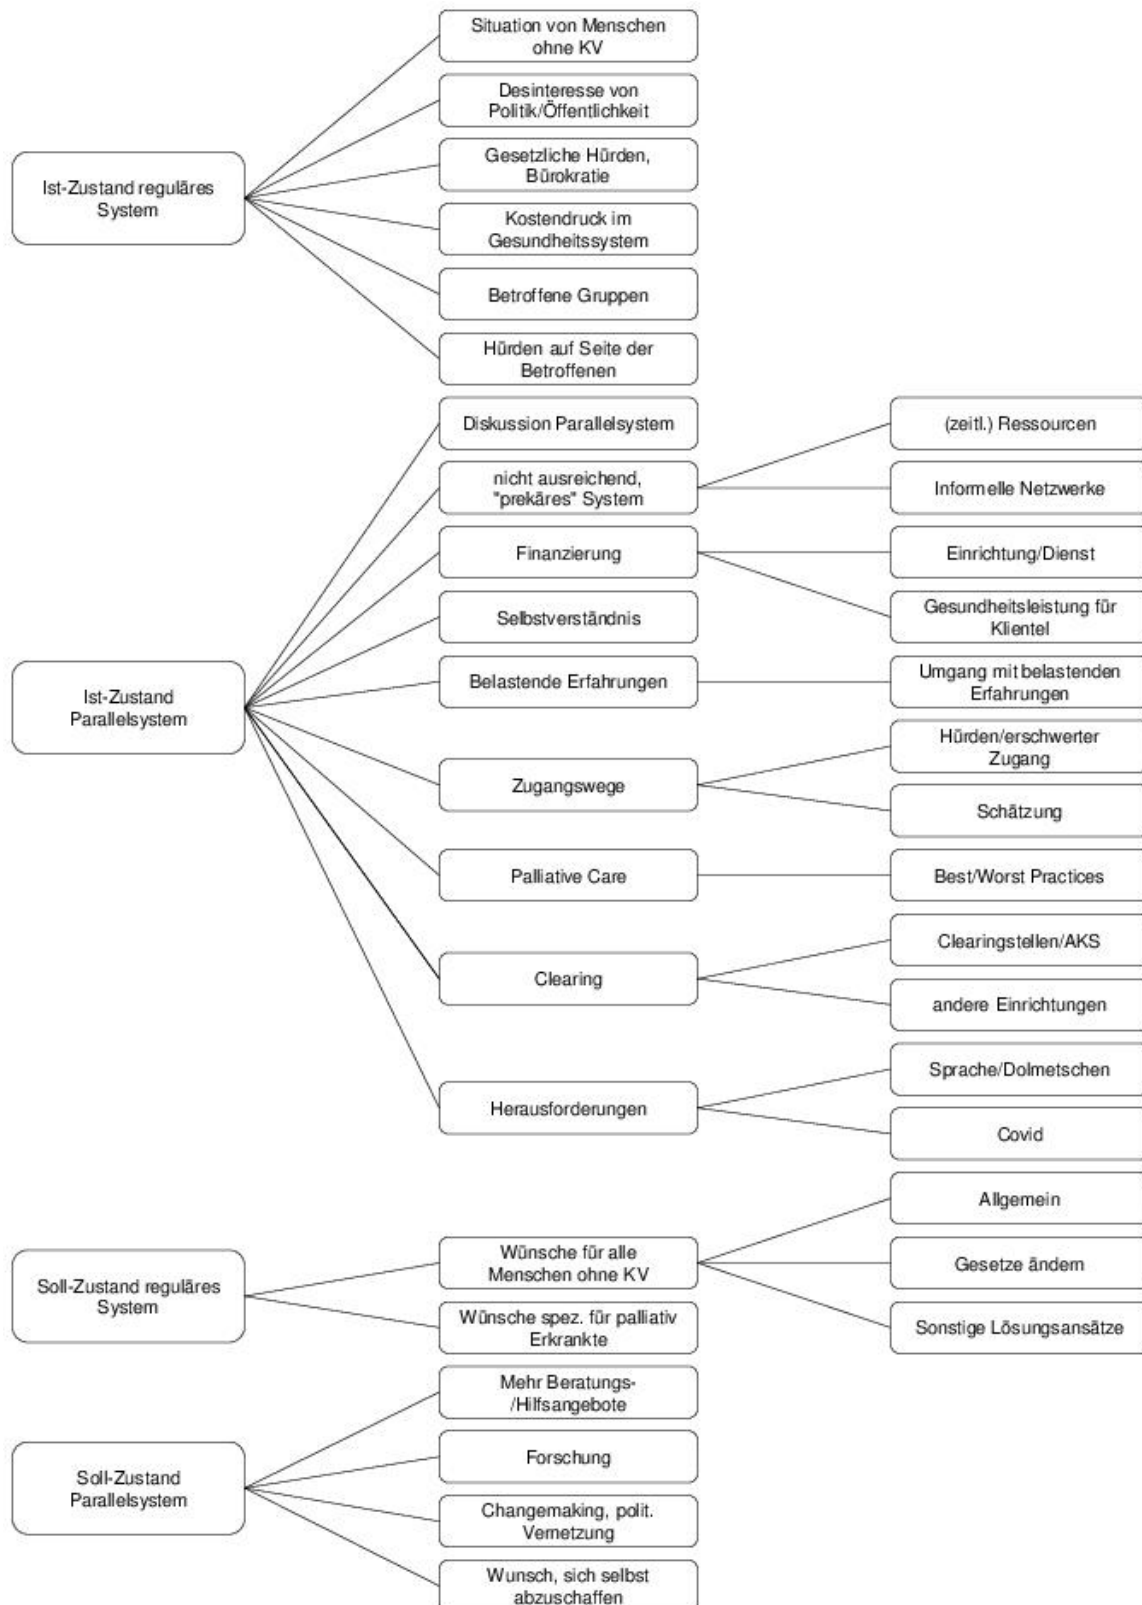 Situation von Menschen
ohne KV
Desinteresse von
Politik/Öffentlichkeit
Gesetzliche Hürden,
Bürokratie
Ist-Zustand reguläres
System
Kostendruck im
Gesundheitssystem
Betroffene Gruppen
Hürden auf Seite der
Betroffenen
Diskussion Parallelsystem
(zeitl.) Ressourcen
nicht ausreichend,
"prekäres" System
Informelle Netzwerke
Finanzierung
Einrichtung/Dienst
Selbstverständnis
Gesundheitsleistung für
Klientel
Belastende Erfahrungen
Umgang mit belastenden
Erfahrungen
Ist-Zustand
Parallelsystem
Hürden/erschwerter
Zugang
Zugangswege
Schätzung
Palliative Care
Best/Worst Practices
Clearingstellen/AKS
Clearing
andere Einrichtungen
Sprache/Dolmetschen
Herausforderungen
Covid
Allgemein
Wünsche für alle
Menschen ohne KV
Gesetze ändern
Soll-Zustand reguläres
System
Wünsche spez. für palliativ
Erkrankte
Sonstige Lösungsansätze
Mehr Beratungs-
/Hilfsangebote
Forschung
Soll-Zustand
Parallelsystem
Changemaking, polit.
Vernetzung
Wunsch, sich selbst
abzuschaffen